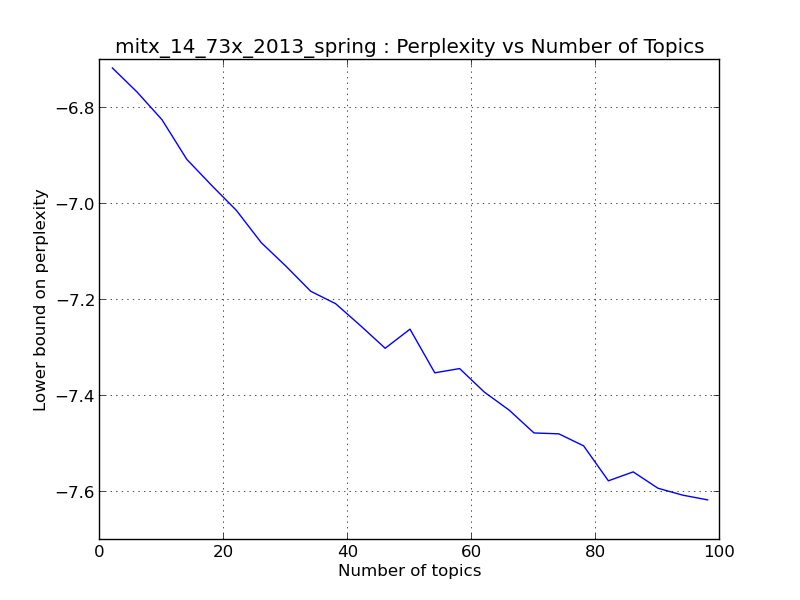 mitx_14_73x_2013_spring : Perplexity vs Number of Topics
Lower bound on perplexity
−6.8
−7.0
−7.2
−7.4
−7.6
0 20 40 60 80 100
Number of topics